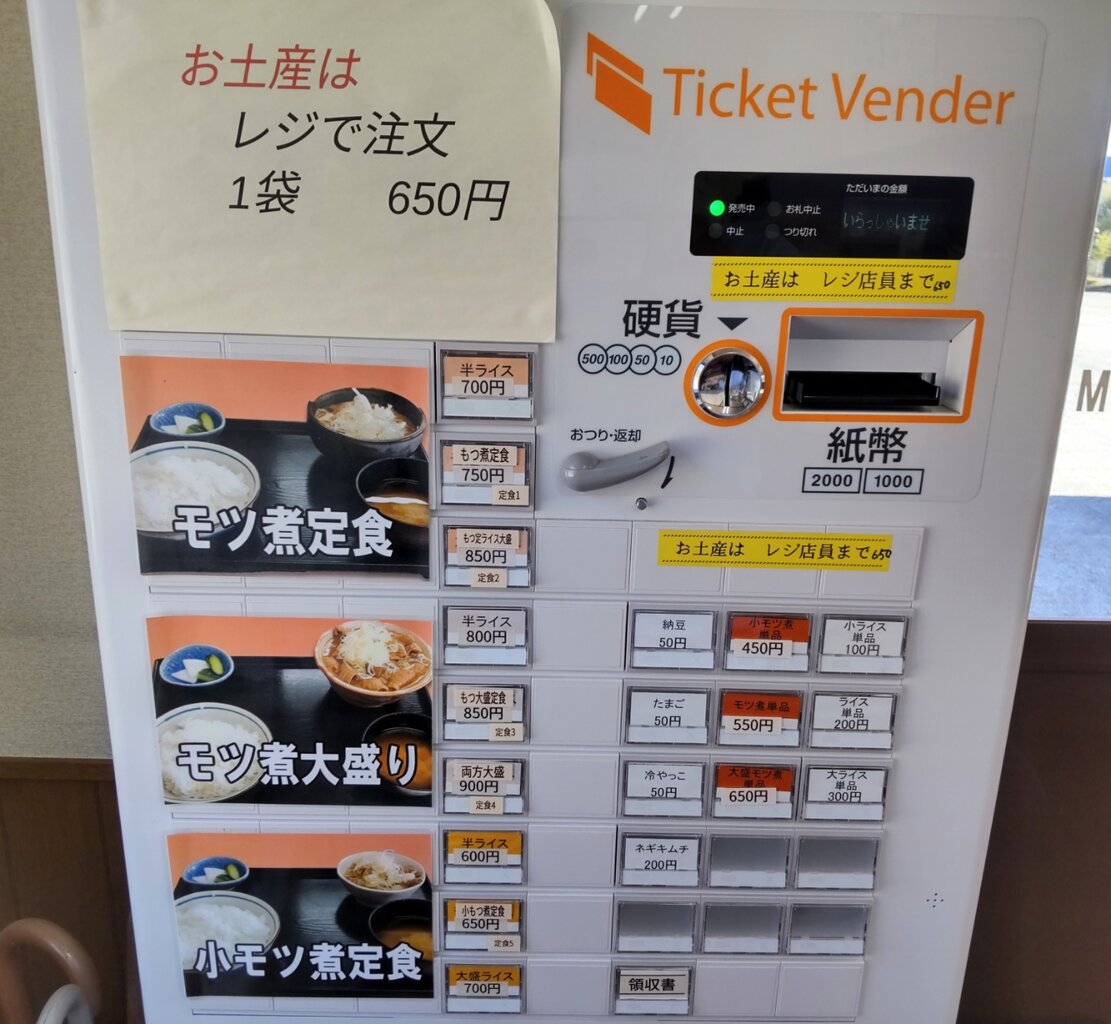 お土産は
レジで注文
1袋 650円
Ticket Vender
ただいまの金額
発売中 お札中止
中止 つり切れ
いらっしゃいませ
お土産は レジ店員まで650
硬貨
500 100 50 10
おつり・返却
紙幣
2000 1000
お土産は レジ店員まで650
モツ煮定食
半ライス
700円
もつ煮定食
750円
定食1
もつ定ライス大盛
850円
定食2
モツ煮大盛り
半ライス
800円
もつ大盛定食
850円
定食3
両方大盛
900円
定食4
小モツ煮定食
半ライス
600円
小もつ煮定食
650円
定食5
大盛ライス
700円
納豆
50円
小モツ煮
単品
450円
小ライス
単品
100円
たまご
50円
モツ煮単品
550円
ライス
単品
200円
冷やっこ
50円
大盛モツ煮
単品
650円
大ライス
単品
300円
ネギキムチ
200円
領収書
M